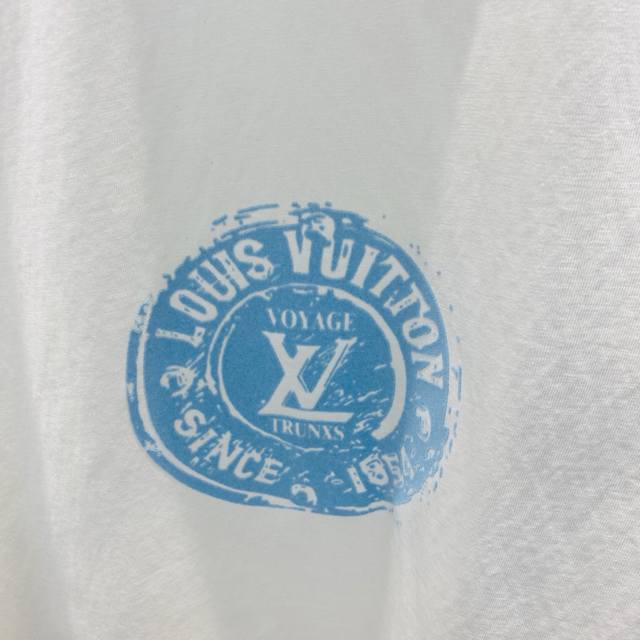 LOUIS VUITTON
VOYAGE
LV
TRUNKS
SINCE 1854